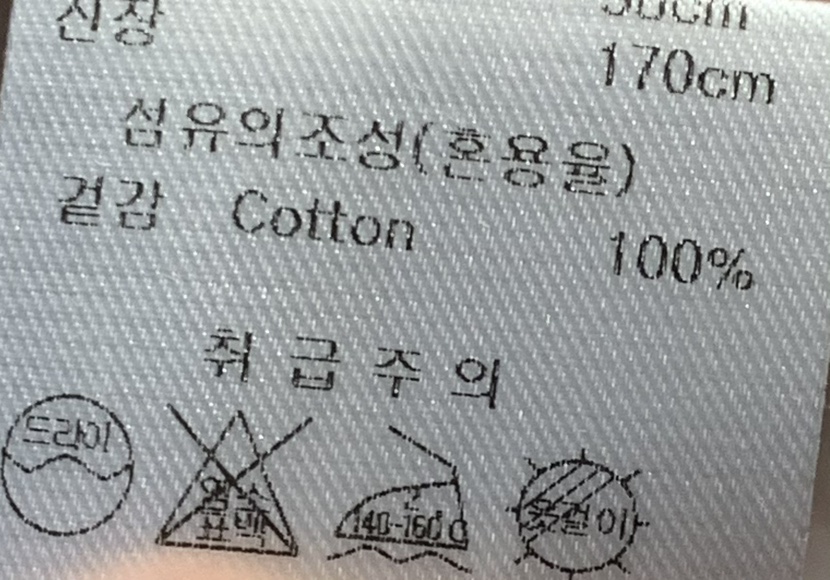 신장
170cm
섬유의조성(혼용율)
겉감 Cotton 100%
취급주의
드라이
염소
표백
140-160℃
옷걸이